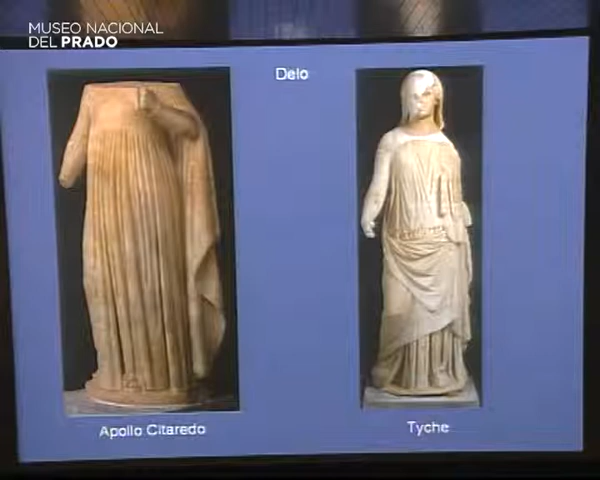 MUSEO NACIONAL
DEL PRADO
Delo
Apollo Citaredo
Tyche